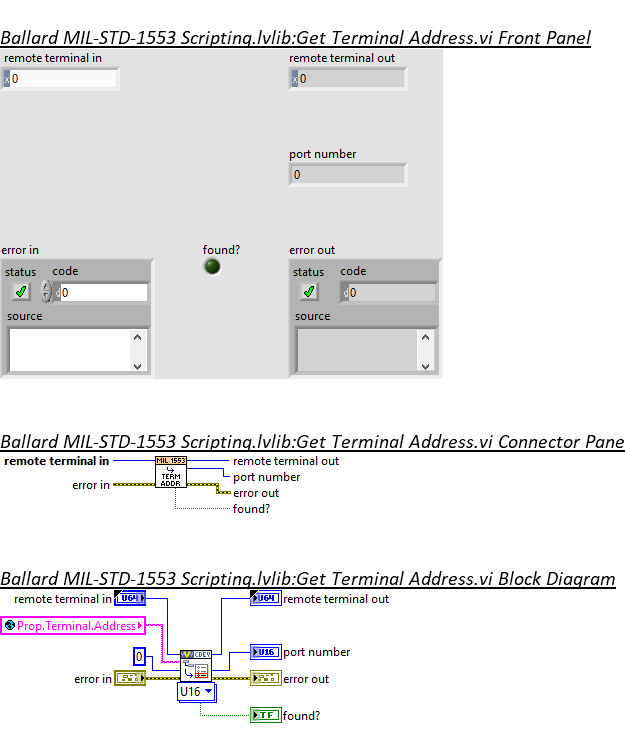 Ballard MIL-STD-1553 Scripting.lvlib:Get Terminal Address.vi Front Panel
remote terminal in
remote terminal out
x 0
x 0
port number
0
error in
found?
error out
status
code
status
code
d 0
d 0
source
source
Ballard MIL-STD-1553 Scripting.lvlib:Get Terminal Address.vi Connector Pane
remote terminal in
MIL 1553
remote terminal out
TERM
port number
ADDR
error in
error out
found?
Ballard MIL-STD-1553 Scripting.lvlib:Get Terminal Address.vi Block Diagram
remote terminal in
U64
U64
remote terminal out
Prop.Terminal.Address
0
CDEV
U16
port number
error in
error out
U16
TF
found?